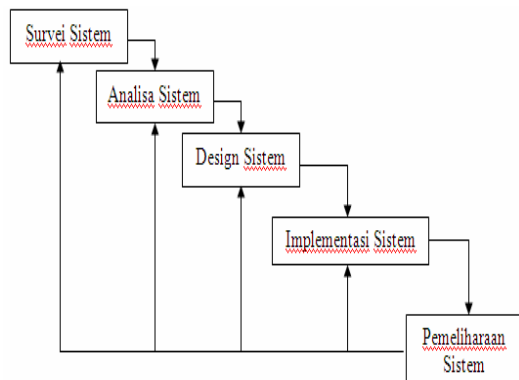 Survei Sistem
Analisa Sistem
Design Sistem
Implementasi Sistem
Pemeliharaan
Sistem